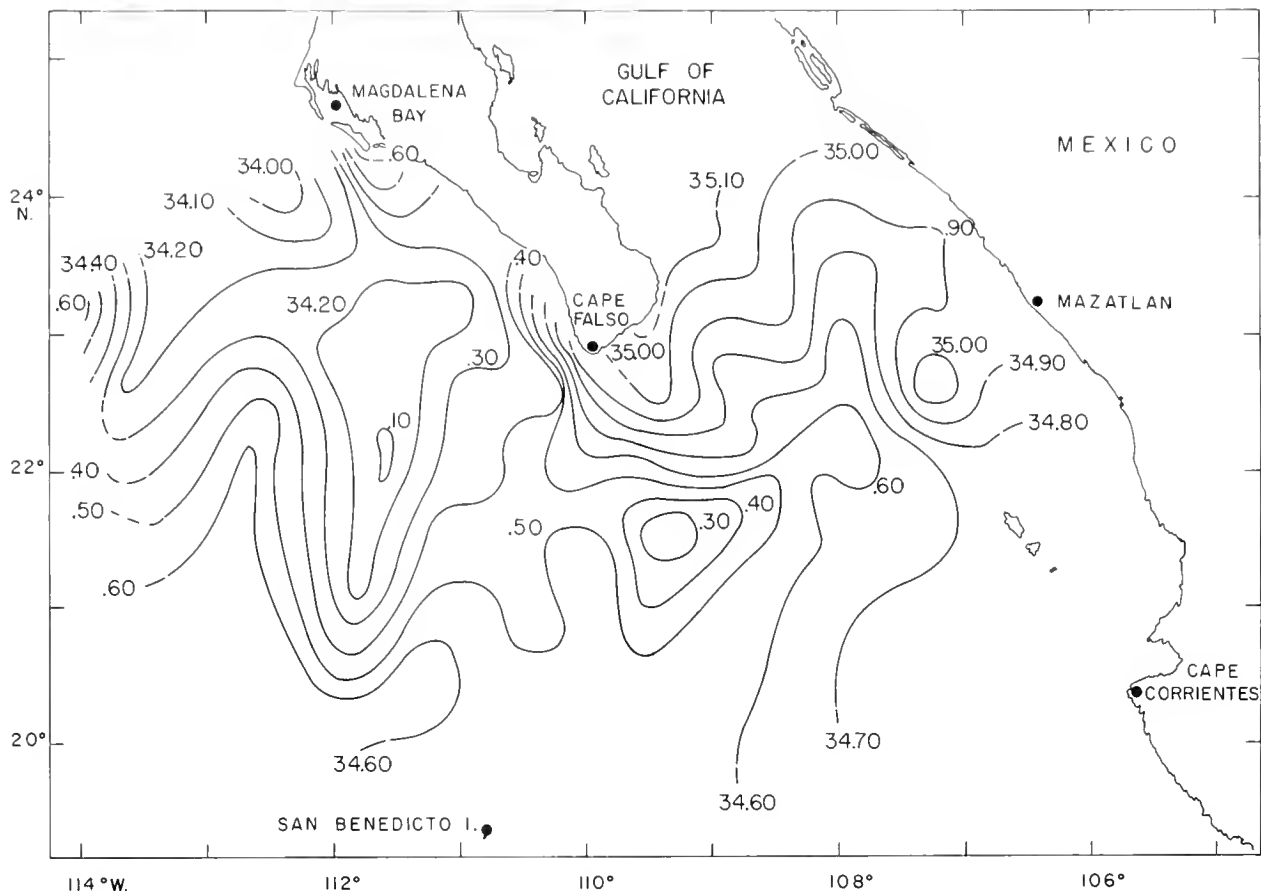 GULF OF
CALIFORNIA
MAGDALENA
BAY
MEXICO
.60
34.00
35.00
35.10
24°
N.
34.10
.90
34.20
34.40
.40
.60
34.20
CAPE
FALSO
MAZATLAN
.30
35.00
35.00
34.90
.10
34.80
22°
.40
.60
.50
.50
.30
.40
.60
CAPE
CORRIENTES
20°
34.70
34.60
34.60
SAN BENEDICTO I.
114°W.
112°
110°
108°
106°